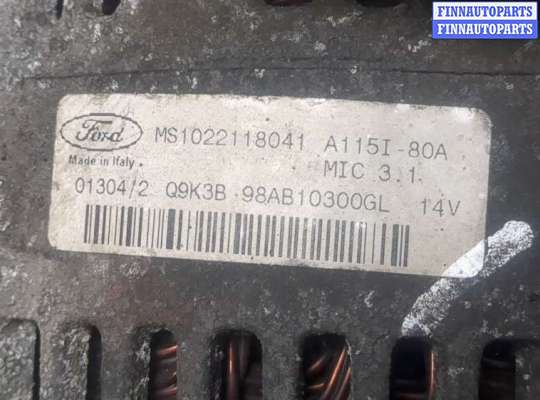 FINNAUTOPARTS
FINNAUTOPARTS
Ford MS1022118041 A115I-80A
Made in Italy. MIC 3.1
01304/2 Q9K3B 98AB10300GL 14V